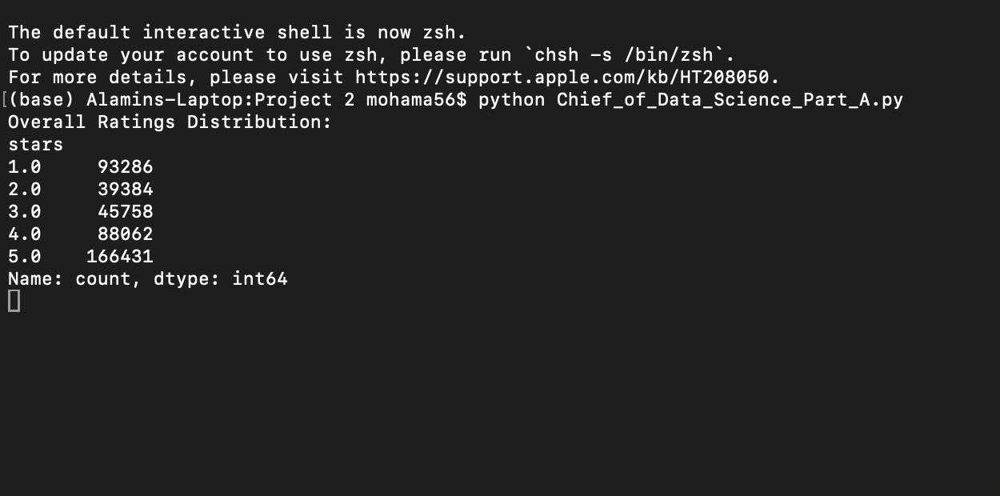 The default interactive shell is now zsh.
To update your account to use zsh, please run `chsh -s /bin/zsh`.
For more details, please visit https://support.apple.com/kb/HT208050.
[(base) Alamins-Laptop:Project 2 mohama56$ python Chief_of_Data_Science_Part_A.py
Overall Ratings Distribution:
stars
1.0     93286
2.0     39384
3.0     45758
4.0     88062
5.0    166431
Name: count, dtype: int64